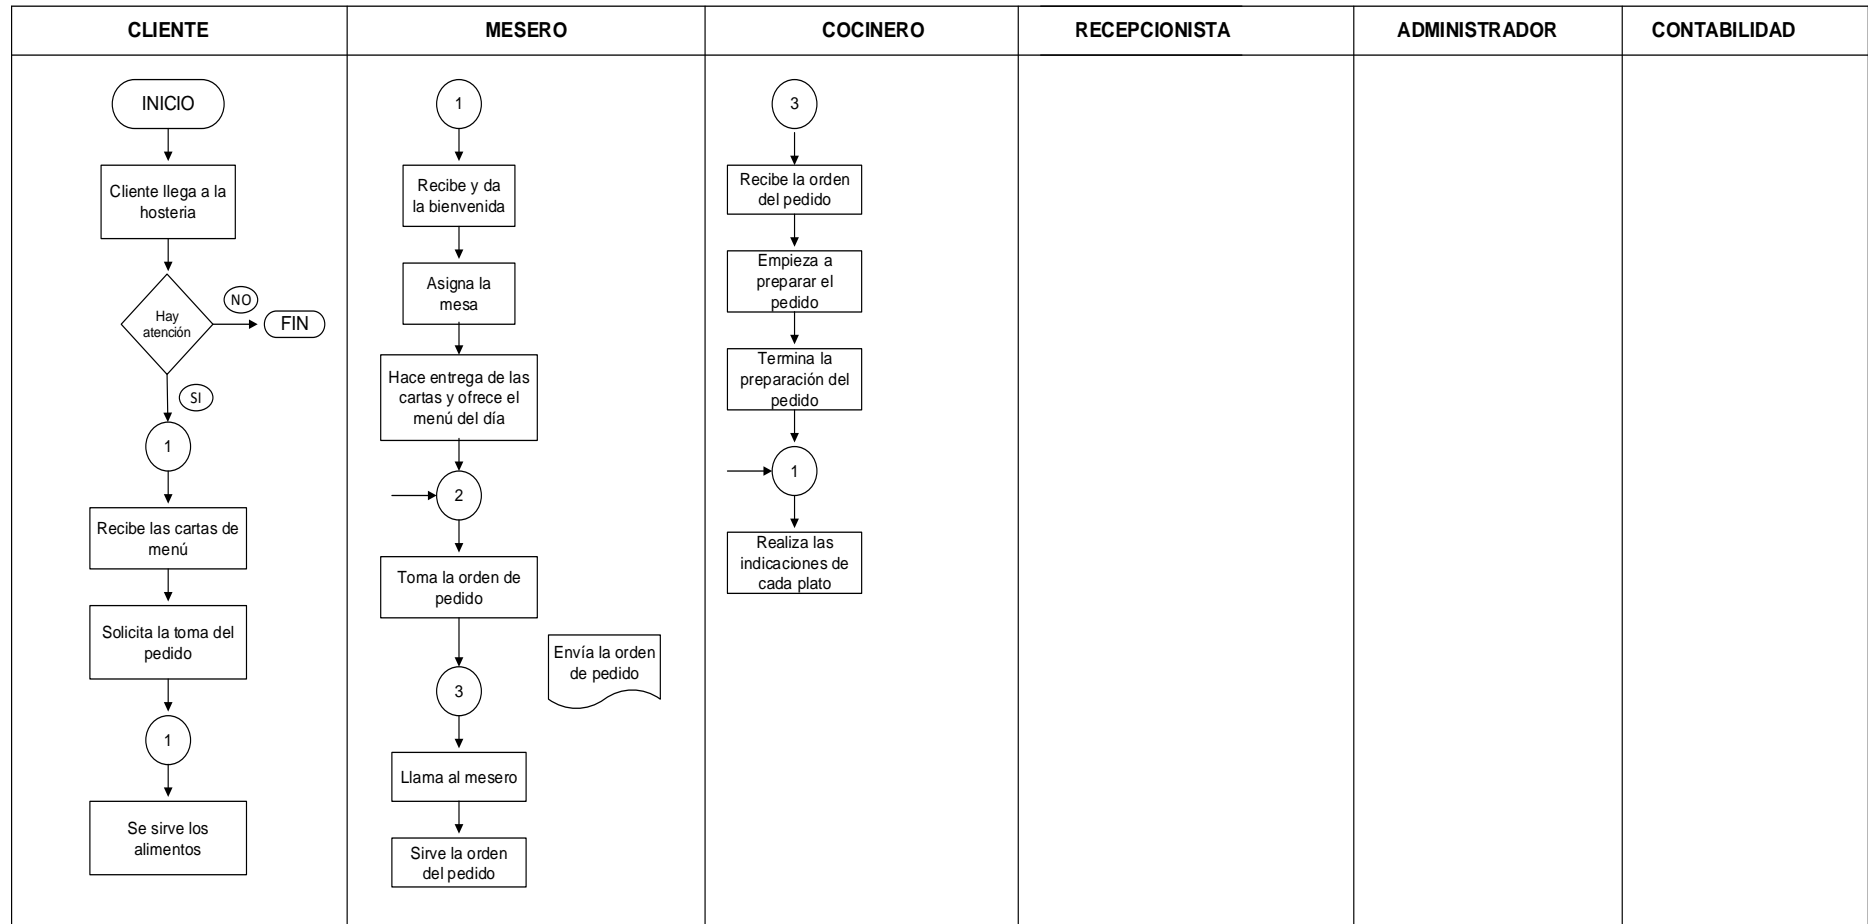 CLIENTE
MESERO
COCINERO
RECEPCIONISTA
ADMINISTRADOR
CONTABILIDAD
INICIO
Cliente llega a la
hosteria
Hay
atención
NO
FIN
SI
1
Recibe las cartas de
menú
Solicita la toma del
pedido
1
Se sirve los
alimentos
1
Recibe y da
la bienvenida
Asigna la
mesa
Hace entrega de las
cartas y ofrece el
menú del día
2
Toma la orden de
pedido
Envía la orden
de pedido
3
Llama al mesero
Sirve la orden
del pedido
3
Recibe la orden
del pedido
Empieza a
preparar el
pedido
Termina la
preparación del
pedido
1
Realiza las
indicaciones de
cada plato